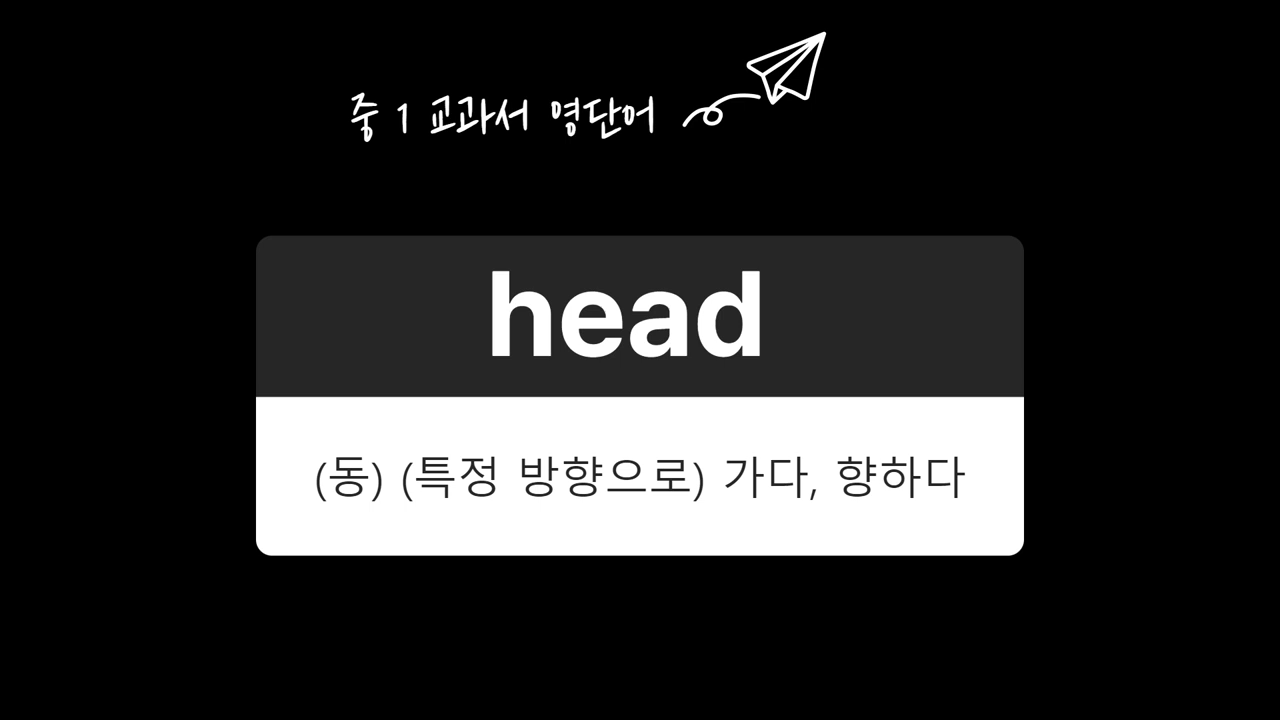 중 1 교과서 영단어
head
(동) (특정 방향으로) 가다, 향하다